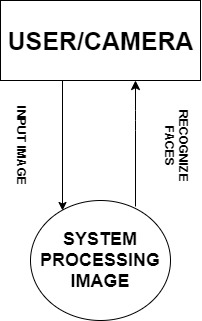 USER/CAMERA
INPUT IMAGE
RECOGNIZE
FACES
SYSTEM
PROCESSING
IMAGE